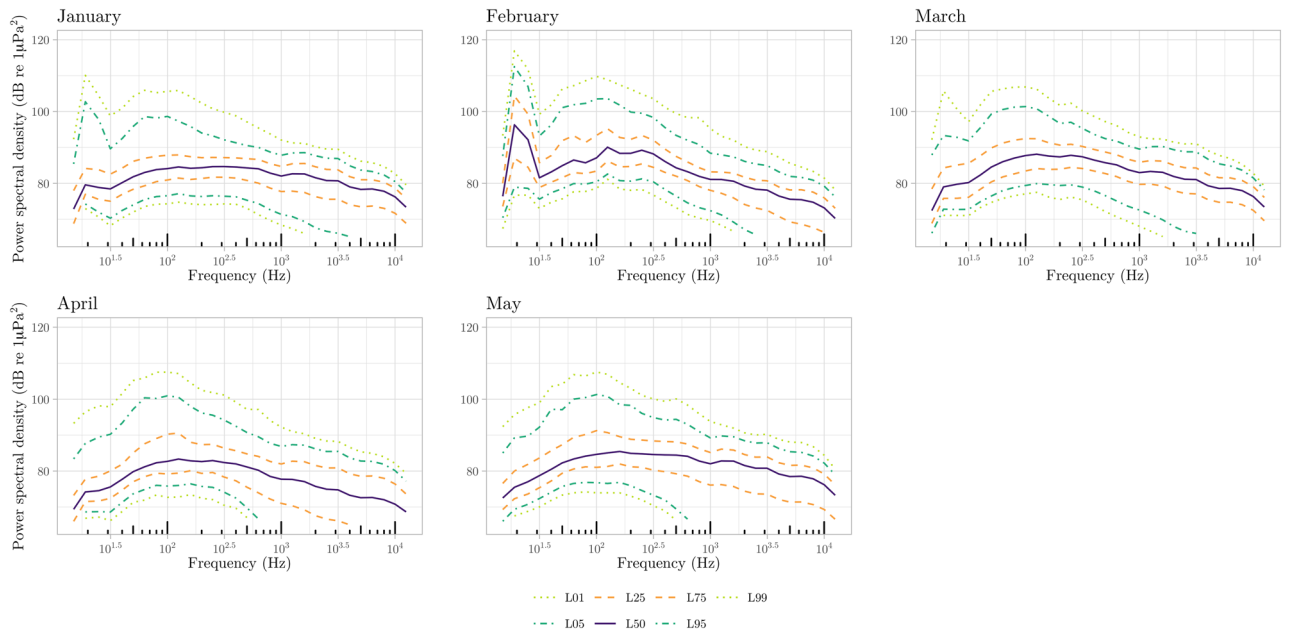 January
February
March
Power spectral density (dB re 1µPa²)
120
100
80
120
100
80
120
100
80
10^1.5 10^2 10^2.5 10^3 10^3.5 10^4
10^1.5 10^2 10^2.5 10^3 10^3.5 10^4
10^1.5 10^2 10^2.5 10^3 10^3.5 10^4
Frequency (Hz)
Frequency (Hz)
Frequency (Hz)
April
May
Power spectral density (dB re 1µPa²)
120
100
80
120
100
80
10^1.5 10^2 10^2.5 10^3 10^3.5 10^4
10^1.5 10^2 10^2.5 10^3 10^3.5 10^4
Frequency (Hz)
Frequency (Hz)
L01 L25 L75 L99
L05 L50 L95